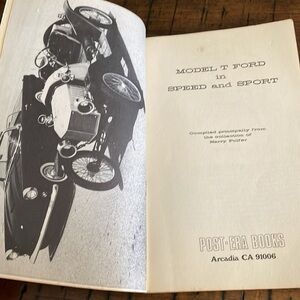 MODEL T FORD
in
SPEED and SPORT
Compiled principally from
the collection of
Harry Pulfer
POST-ERA BOOKS
Arcadia CA 91006